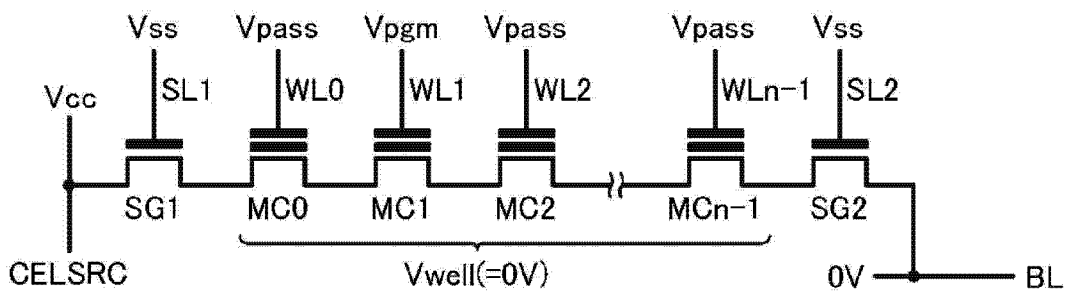 Vss Vpass Vpgm Vpass Vpass Vss
Vcc SL1 WL0 WL1 WL2 WLn-1 SL2
SG1 MC0 MC1 MC2 MCn-1 SG2
CELSRC Vwell(=0V) 0V BL